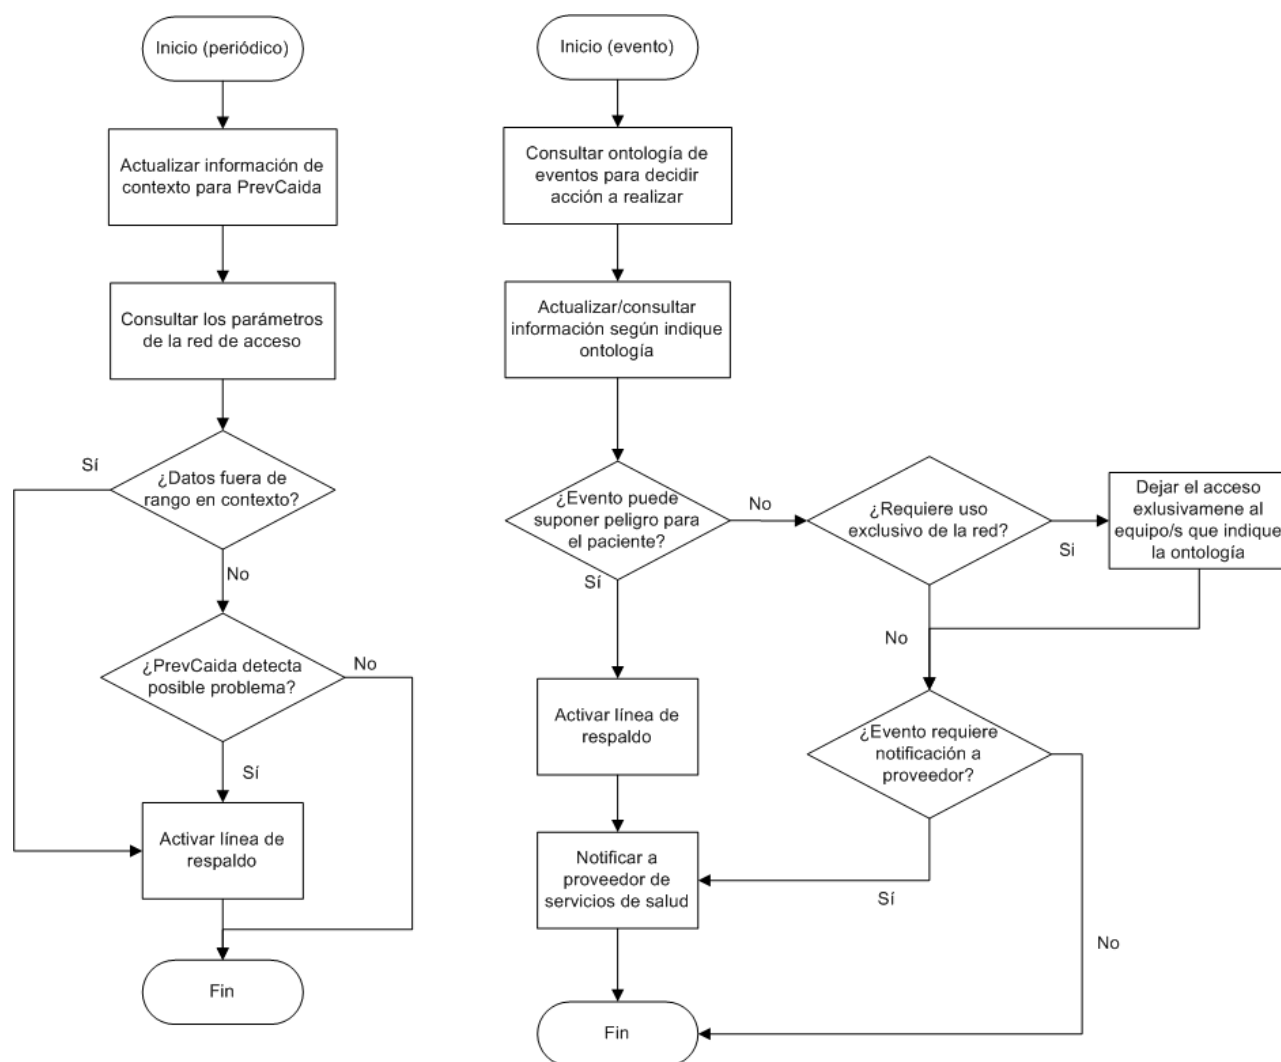 Inicio (periódico)
Actualizar información de
contexto para PrevCaida
Consultar los parámetros
de la red de acceso
¿Datos fuera de
rango en contexto?
Sí
No
¿PrevCaida detecta
posible problema?
No
Sí
Activar línea de
respaldo
Fin
Inicio (evento)
Consultar ontología de
eventos para decidir
acción a realizar
Actualizar/consultar
información según indique
ontología
¿Evento puede
suponer peligro para
el paciente?
No
Sí
¿Requiere uso
exclusivo de la red?
Si
No
Dejar el acceso
exlusivamene al
equipo/s que indique
la ontología
Activar línea de
respaldo
¿Evento requiere
notificación a
proveedor?
Notificar a
proveedor de
servicios de salud
Sí
No
Fin